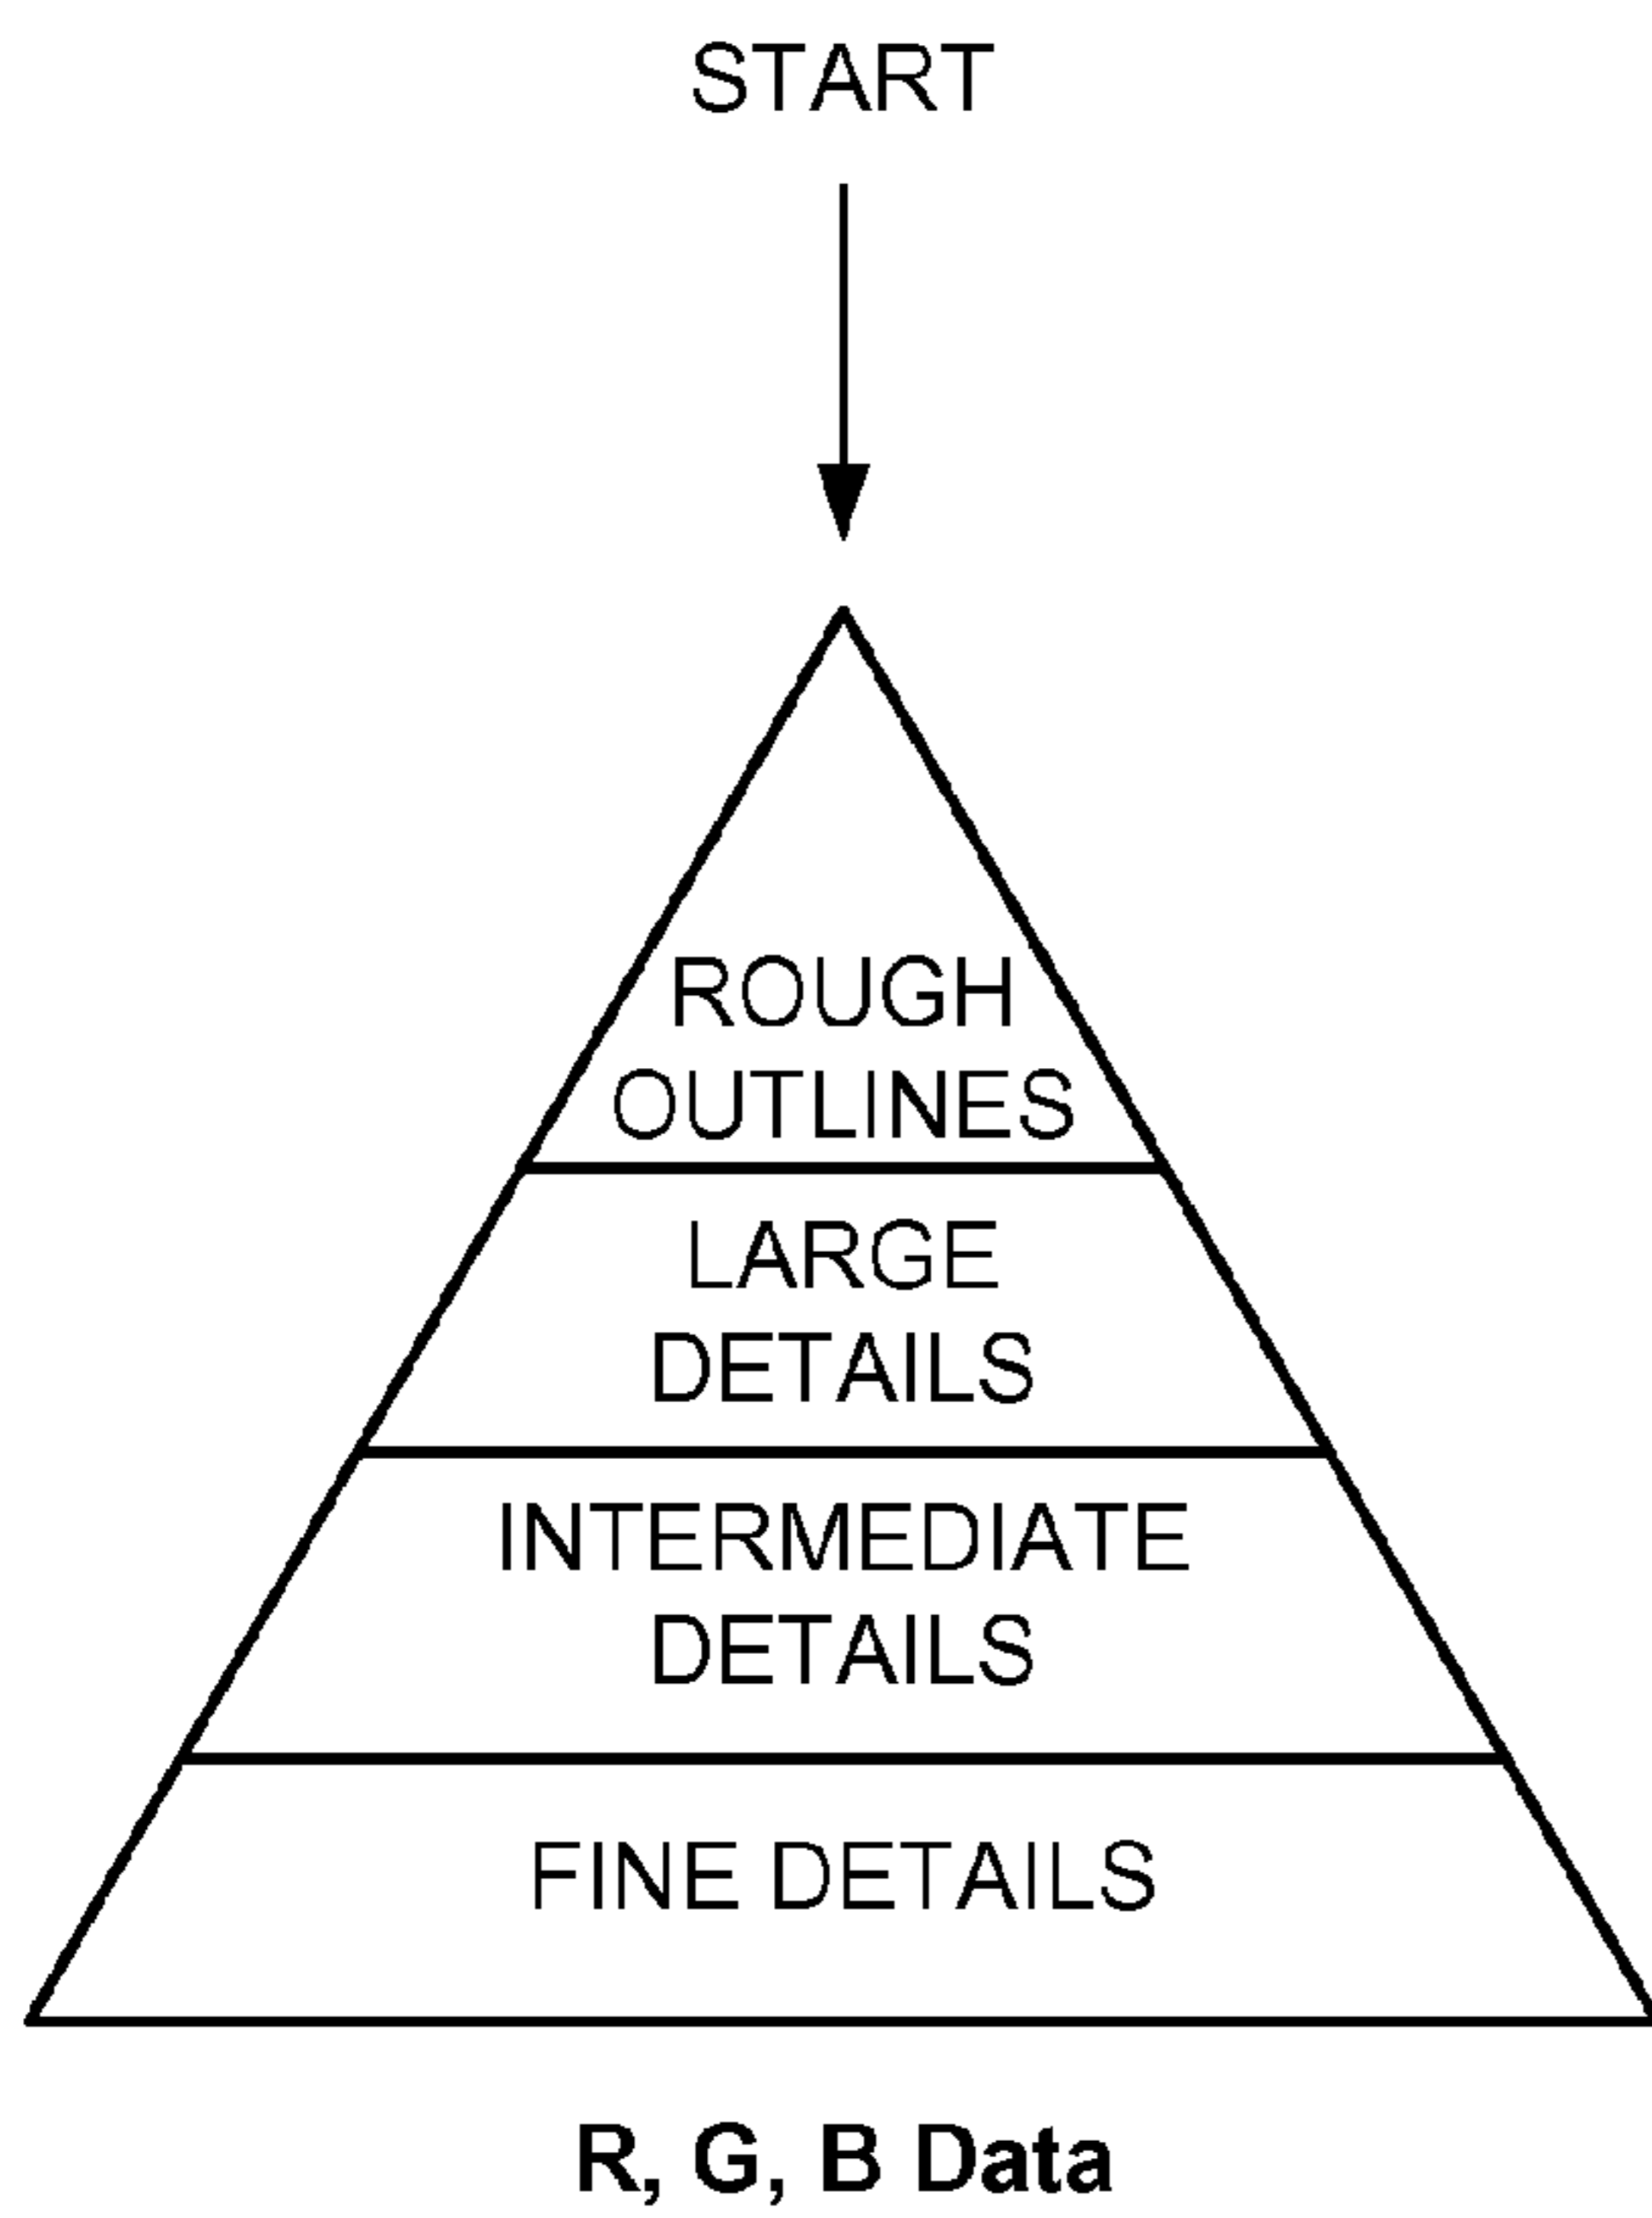 START
ROUGH
OUTLINES
LARGE
DETAILS
INTERMEDIATE
DETAILS
FINE DETAILS
R, G, B Data